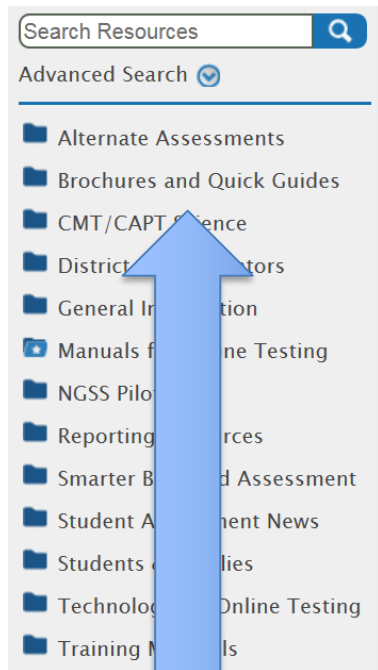 Search Resources
Advanced Search
Alternate Assessments
Brochures and Quick Guides
CMT/CAPT Science
General
Manuals Testing
NGSS
Reporting
Smarter Assessment
Student News
Students
Online Testing
Training